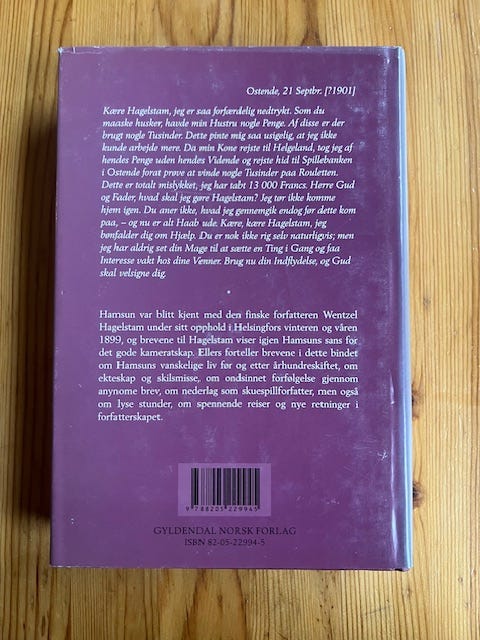 Ostende, 21 Septbr. [?1901]
Kære Hagelstam, jeg er saa forfærdelig nedtrykt. Som du
maaske husker, havde min Hustru nogle Penge. Af disse er der
brugt nogle Tusinder. Dette pinte mig saa usigelig, at jeg ikke
kunde arbejde mere. Da min Kone rejste til Helgeland, tog jeg af
hendes Penge uden hendes Vidende og rejste hid til Spillebanken
i Ostende forat prøve at vinde nogle Tusinder paa Rouletten.
Dette er totalt mislykket, jeg har tabt 13 000 Francs. Herre Gud
og Fader, hvad skal jeg gøre Hagelstam? Jeg tør ikke komme
hjem igen. Du aner ikke, hvad jeg gennemgik endog før dette kom
paa, – og nu er alt Haab ude. Kære, kære Hagelstam, jeg
bønfalder dig om Hjælp. Du er nok ikke rig selv naturligvis; men
jeg har aldrig set din Mage til at sætte en Ting i Gang og faa
Interesse vakt hos dine Venner. Brug nu din Indflydelse, og Gud
skal velsigne dig.
Hamsun var blitt kjent med den finske forfatteren Wentzel
Hagelstam under sitt opphold i Helsingfors vinteren og våren
1899, og brevene til Hagelstam viser igjen Hamsuns sans for
det gode kameratskap. Ellers forteller brevene i dette bindet
om Hamsuns vanskelige liv før og etter århundreskiftet, om
ekteskap og skilsmisse, om ondsinnet forfølgelse gjennom
anynome brev, om nederlag som skuespillforfatter, men også
om lyse stunder, om spennende reiser og nye retninger i
forfatterskapet.
9 788205 229945
GYLDENDAL NORSK FORLAG
ISBN 82-05-22994-5